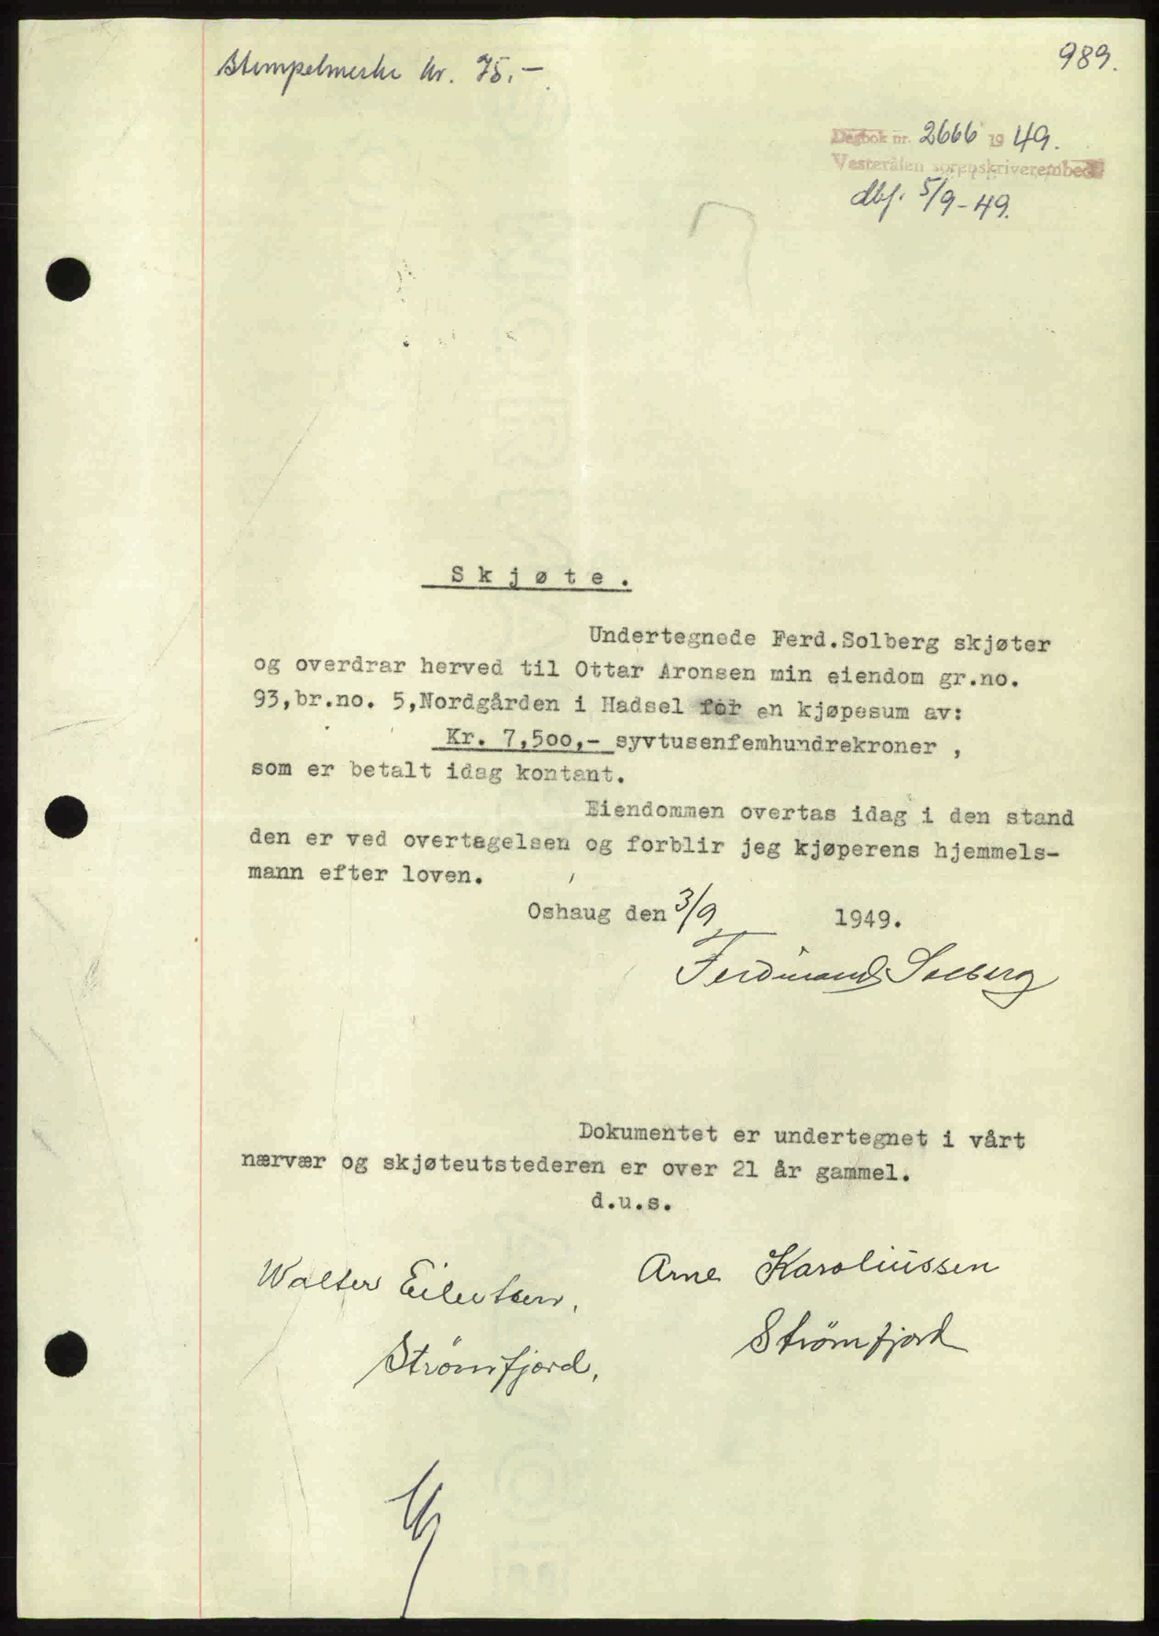 Stempelmerke kr. 75.-
989.
Dagbok nr. 2666 1949.
Vesterålen sorenskriverembede
dbf. 5/9-49.
Skjøte.
Undertegnede Ferd.Solberg skjøter
og overdrar herved til Ottar Aronsen min eiendom gr.no.
93,br.no. 5,Nordgården i Hadsel for en kjøpesum av:
Kr. 7,500,- syvtusenfemhundrekroner ,
som er betalt idag kontant.
Eiendommen overtas idag i den stand
den er ved overtagelsen og forblir jeg kjøperens hjemmels-
mann efter loven.
Oshaug den 3/9 1949.
Ferdinand Solberg
Dokumentet er undertegnet i vårt
nærvær og skjøteutstederen er over 21 år gammel.
d.u.s.
Walter Eilertsen,
Strømfjord,
Arne Karoliussen
Strømfjord